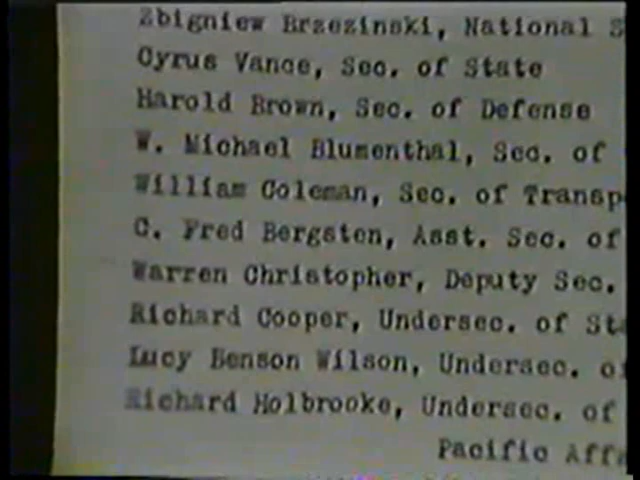 Zbigniew Brzezinski, National S
Cyrus Vance, Sec. of State
Harold Brown, Sec. of Defense
W. Michael Blumenthal, Sec. of
William Coleman, Sec. of Transp
C. Fred Bergsten, Asst. Sec. of
Warren Christopher, Deputy Sec.
Richard Cooper, Undersec. of Sta
Lucy Benson Wilson, Undersec. o
Richard Holbrooke, Undersec. of
Pacific Affa